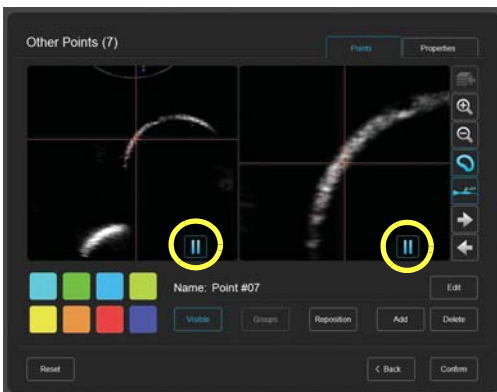 Other Points (7)
Points
Properties
Name: Point #07
Edit
Visible
Groups
Reposition
Add
Delete
Reset
< Back
Confirm